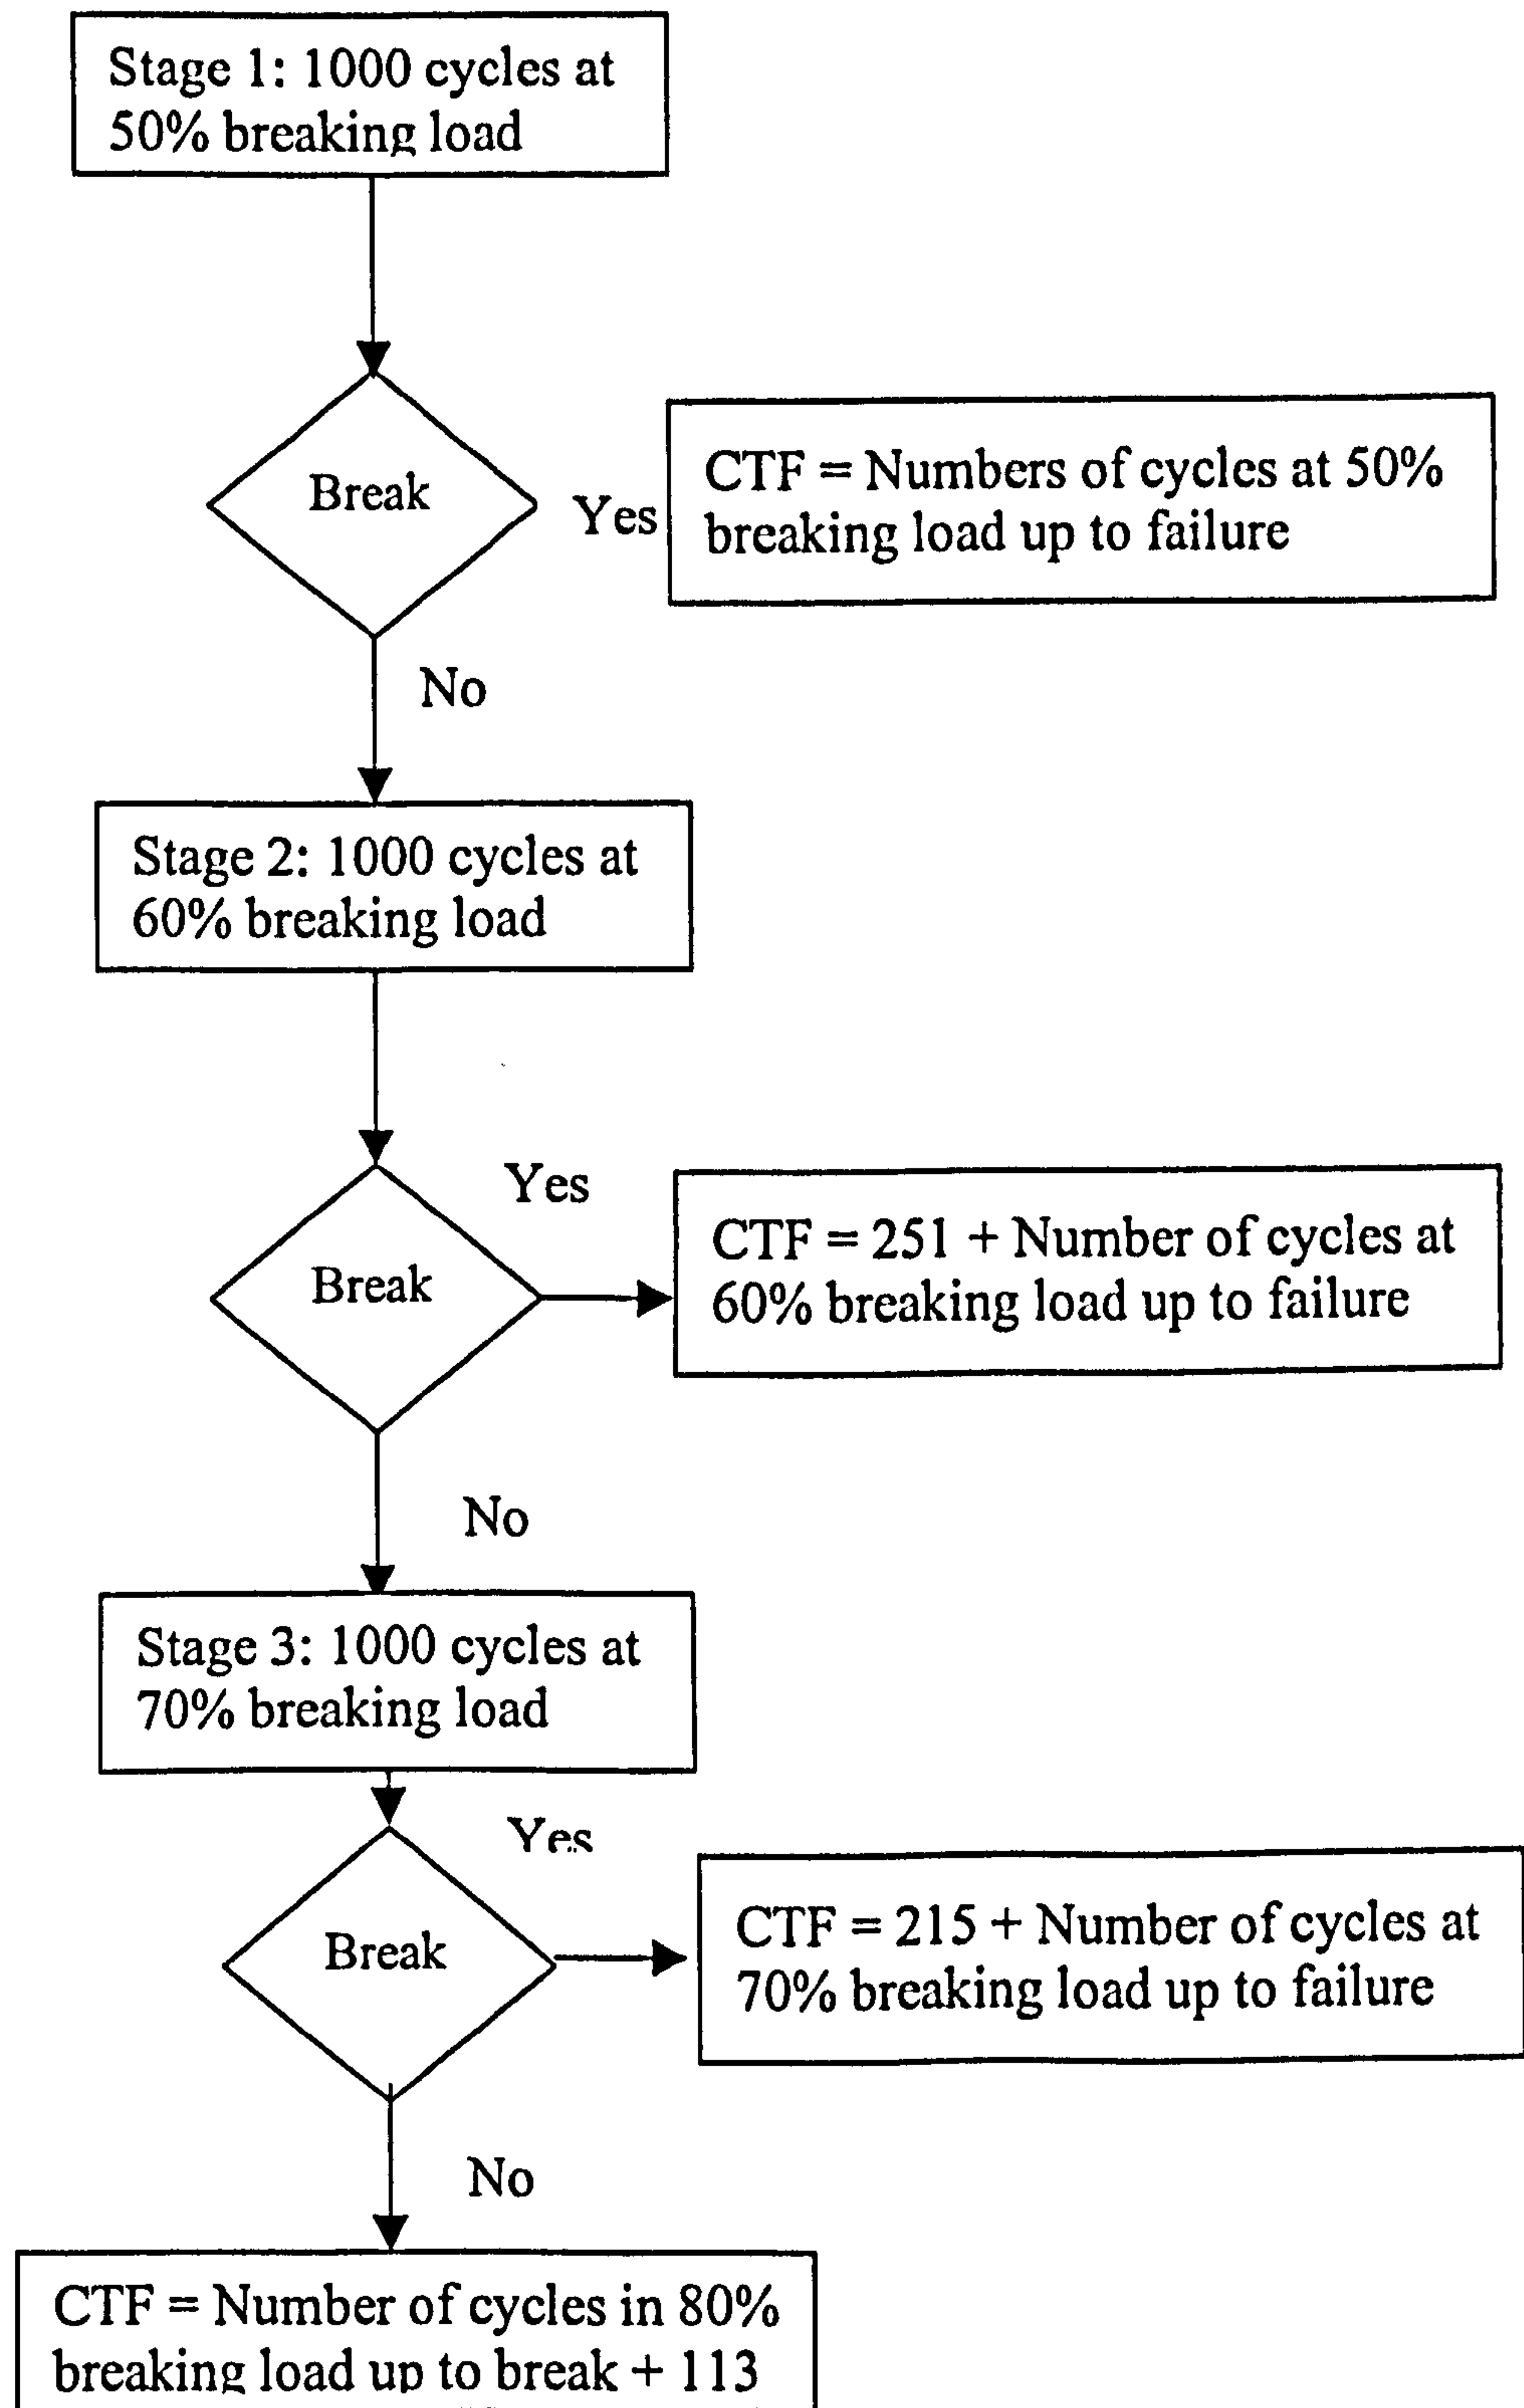 Stage 1: 1000 cycles at
50% breaking load
Break
Yes
CTF = Numbers of cycles at 50%
breaking load up to failure
No
Stage 2: 1000 cycles at
60% breaking load
Yes
Break
CTF = 251 + Number of cycles at
60% breaking load up to failure
No
Stage 3: 1000 cycles at
70% breaking load
Yes
Break
CTF = 215 + Number of cycles at
70% breaking load up to failure
No
CTF = Number of cycles in 80%
breaking load up to break + 113